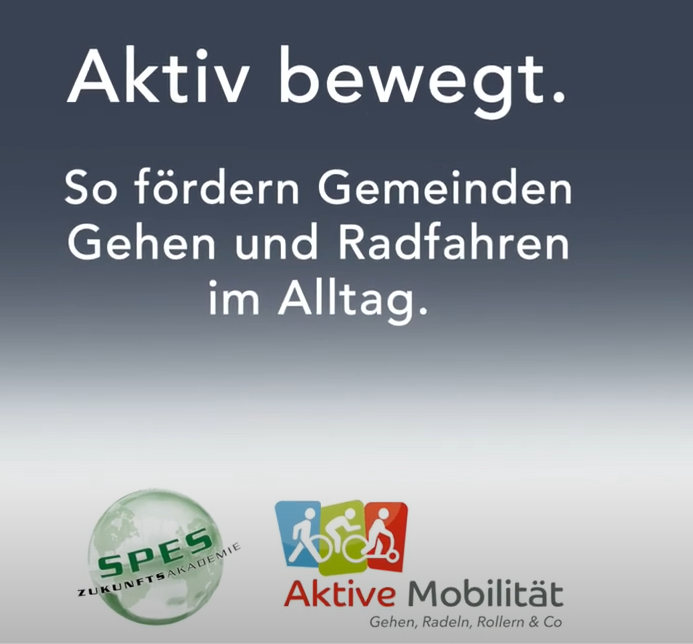 Aktiv bewegt.
So fördern Gemeinden
Gehen und Radfahren
im Alltag.
SPES
ZUKUNFTSAKADEMIE
Aktive Mobilität
Gehen, Radeln, Rollern & Co